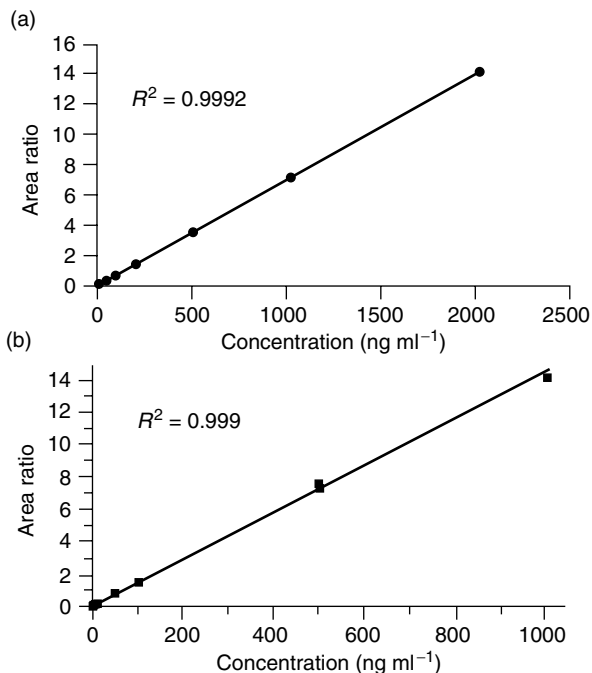 (a)
16
14
12
10
8
6
4
2
0
Area ratio
R² = 0.9992
0 500 1000 1500 2000 2500
Concentration (ng ml⁻¹)
(b)
14
12
10
8
6
4
2
0
Area ratio
R² = 0.999
0 200 400 600 800 1000
Concentration (ng ml⁻¹)